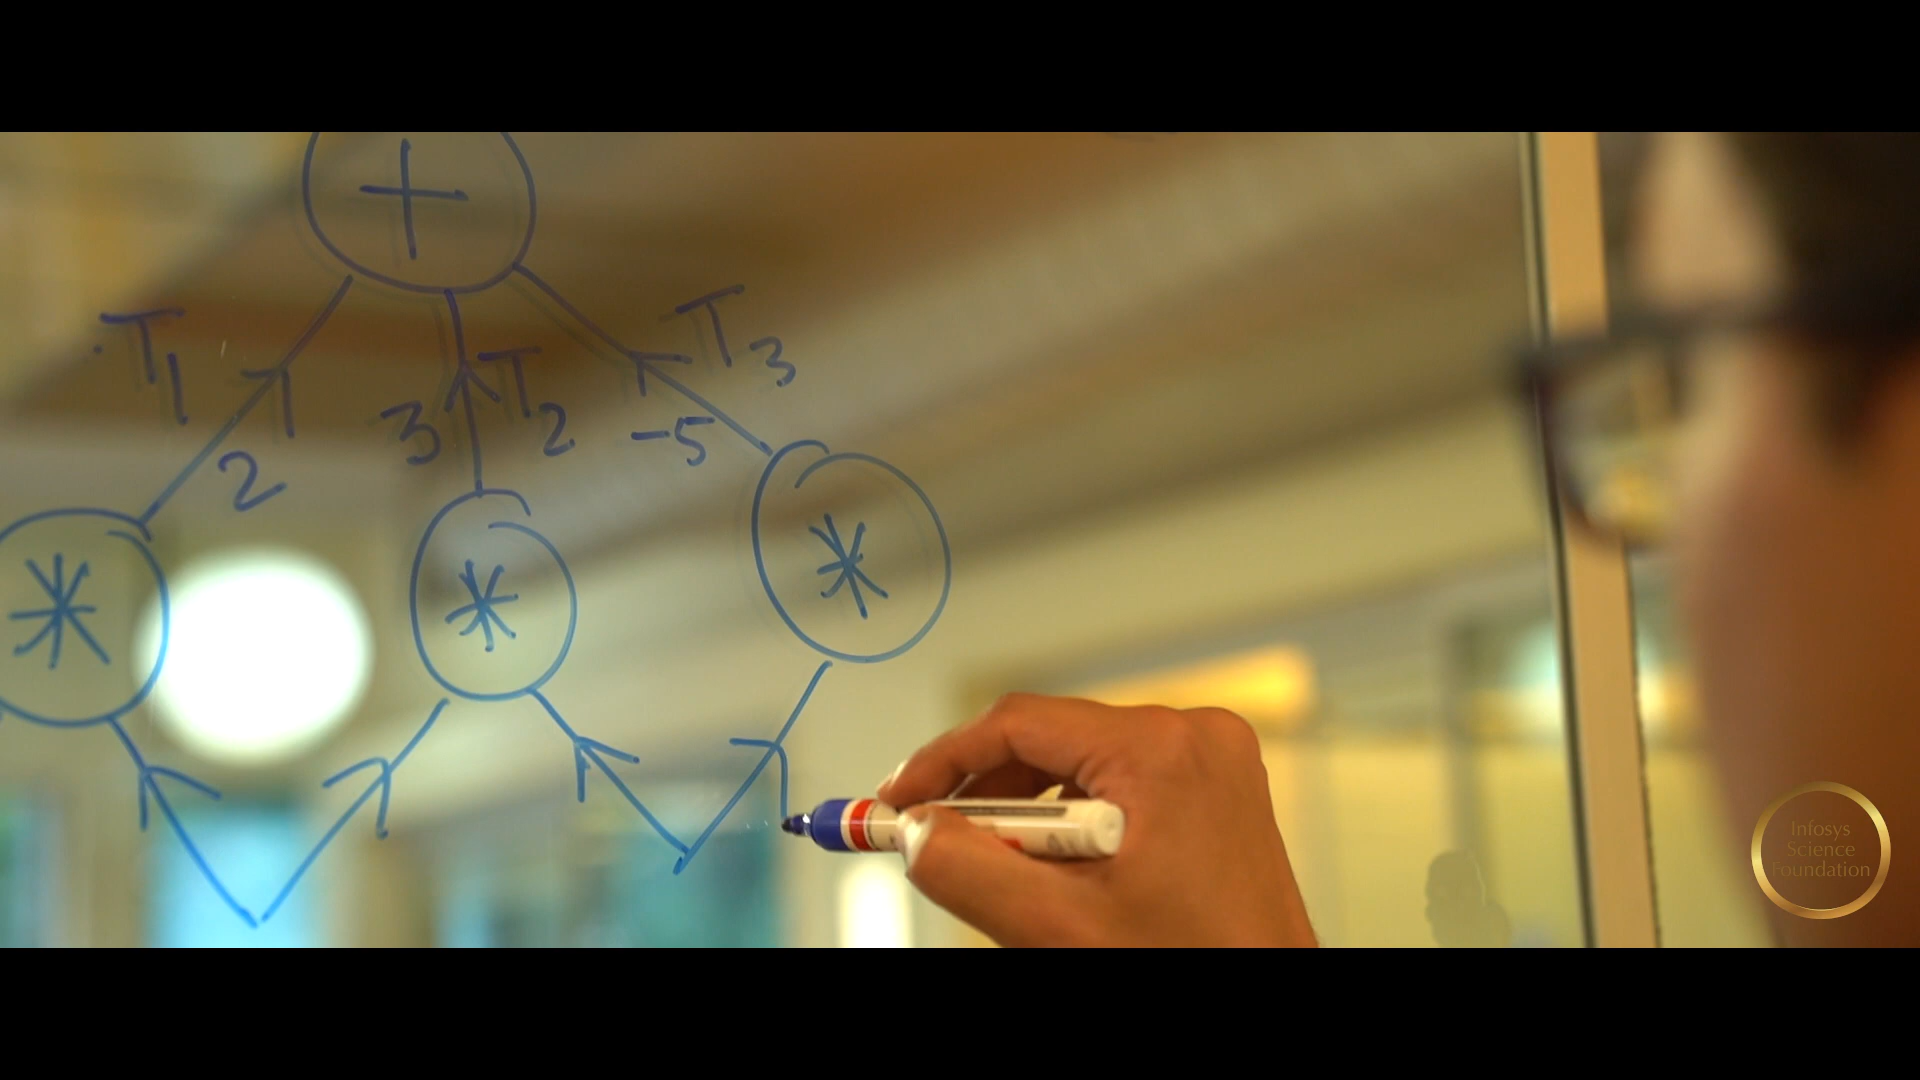 +
T1
T2
T3
2
3
-5
*
*
*
Infosys
Science
Foundation